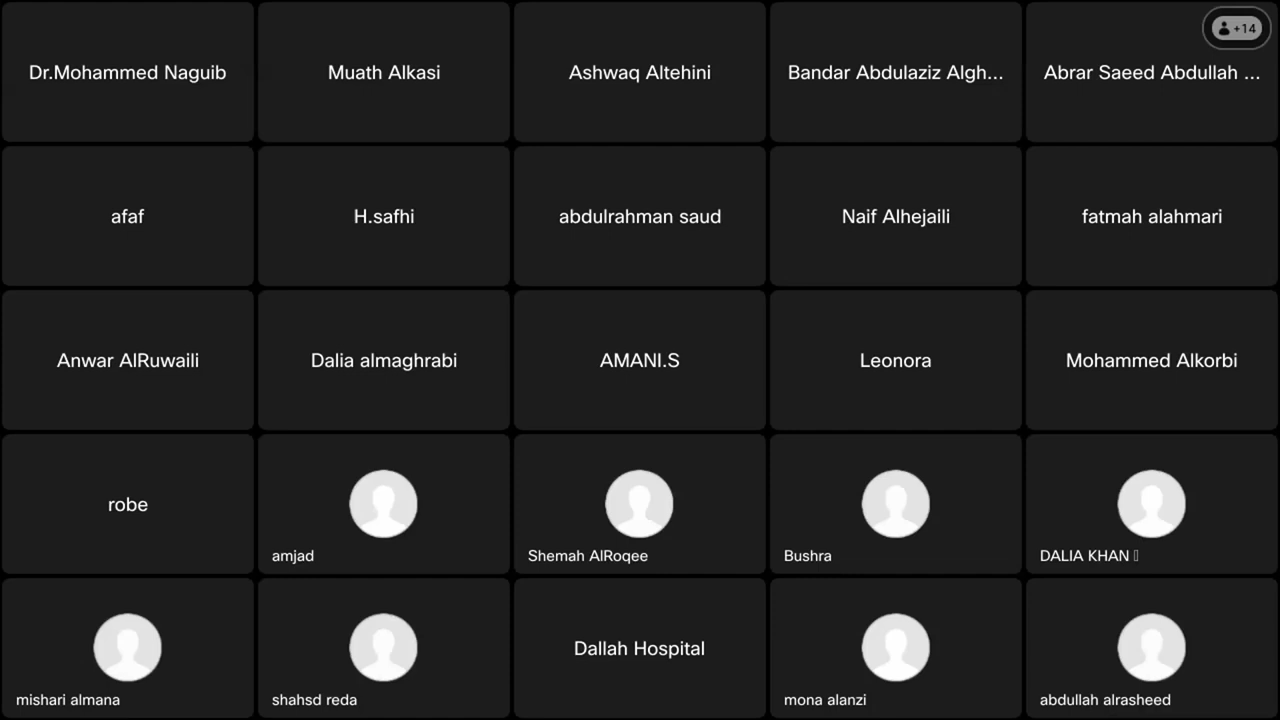 +14
Dr.Mohammed Naguib
Muath Alkasi
Ashwaq Altehini
Bandar Abdulaziz Algh...
Abrar Saeed Abdullah ...
afaf
H.safhi
abdulrahman saud
Naif Alhejaili
fatmah alahmari
Anwar AlRuwaili
Dalia almaghrabi
AMANI.S
Leonora
Mohammed Alkorbi
robe
amjad
Shemah AlRoqee
Bushra
DALIA KHAN
mishari almana
shahsd reda
Dallah Hospital
mona alanzi
abdullah alrasheed